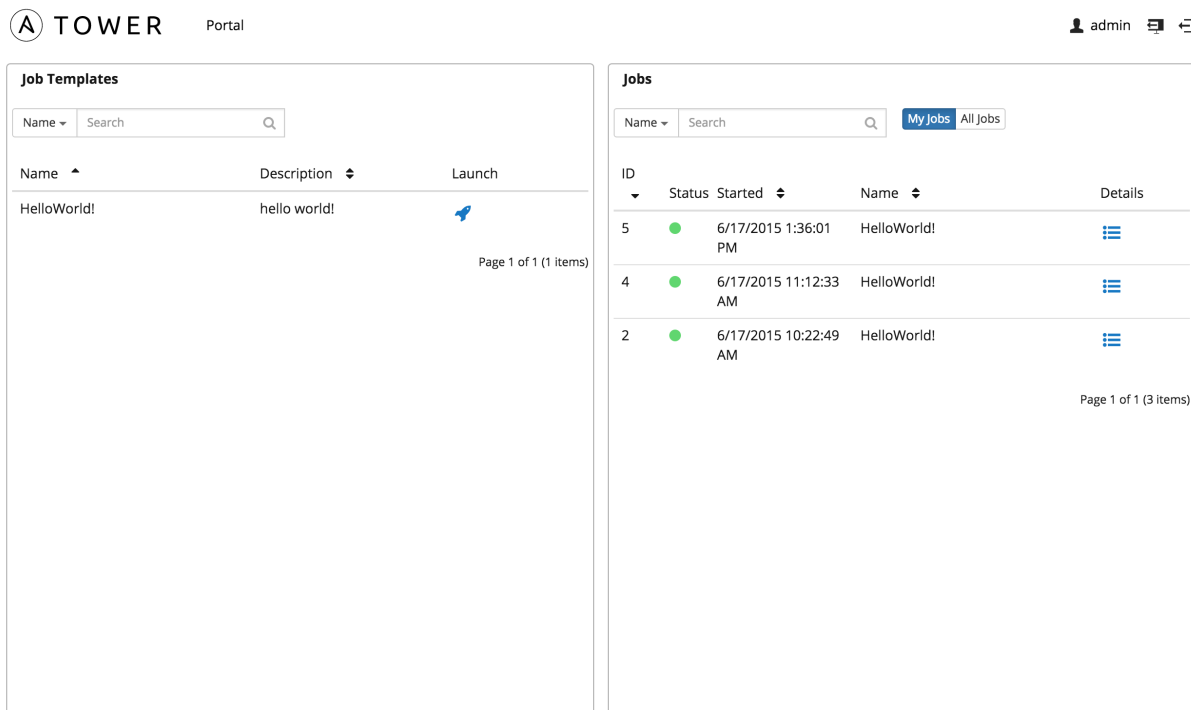 TOWER
Portal
admin
Job Templates
Name
Search
Name
Description
Launch
HelloWorld!
hello world!
Page 1 of 1 (1 items)
Jobs
Name
Search
My Jobs
All Jobs
ID
Status
Started
Name
Details
5
6/17/2015 1:36:01
PM
HelloWorld!
4
6/17/2015 11:12:33
AM
HelloWorld!
2
6/17/2015 10:22:49
AM
HelloWorld!
Page 1 of 1 (3 items)